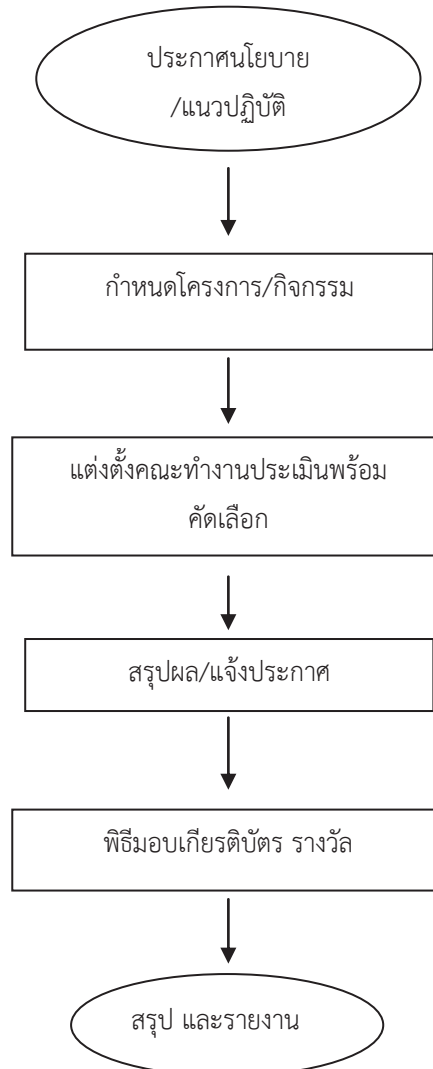 ประกาศนโยบาย
/แนวปฏิบัติ
กำหนดโครงการ/กิจกรรม
แต่งตั้งคณะทำงานประเมินพร้อม
คัดเลือก
สรุปผล/แจ้งประกาศ
พิธีมอบเกียรติบัตร รางวัล
สรุป และรายงาน